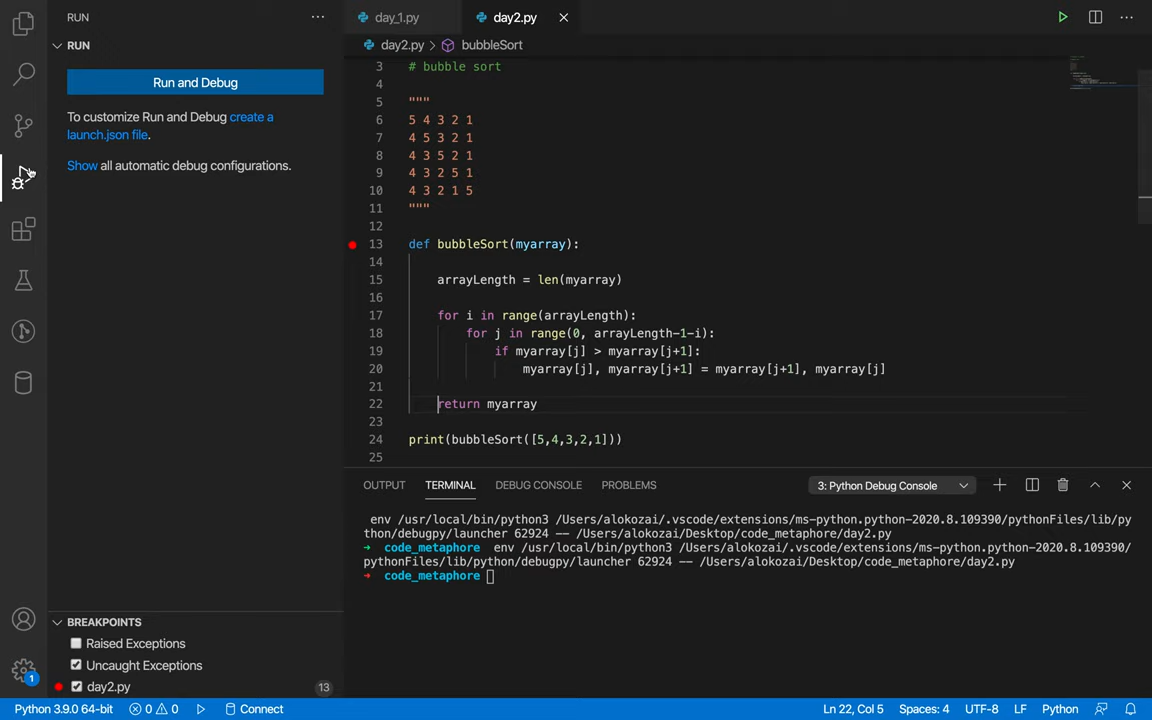 RUN
RUN
Run and Debug
To customize Run and Debug create a
launch.json file.
Show all automatic debug configurations.
BREAKPOINTS
Raised Exceptions
Uncaught Exceptions
day2.py 13
day_1.py day2.py
day2.py > bubbleSort
3 # bubble sort
4
5 """
6 5 4 3 2 1
7 4 5 3 2 1
8 4 3 5 2 1
9 4 3 2 5 1
10 4 3 2 1 5
11 """
12
13 def bubbleSort(myarray):
14
15 arrayLength = len(myarray)
16
17 for i in range(arrayLength):
18 for j in range(0, arrayLength-1-i):
19 if myarray[j] > myarray[j+1]:
20 myarray[j], myarray[j+1] = myarray[j+1], myarray[j]
21
22 return myarray
23
24 print(bubbleSort([5,4,3,2,1]))
25
OUTPUT TERMINAL DEBUG CONSOLE PROBLEMS 3: Python Debug Console
env /usr/local/bin/python3 /Users/alokozai/.vscode/extensions/ms-python.python-2020.8.109390/pythonFiles/lib/py
thon/debugpy/launcher 62924 -- /Users/alokozai/Desktop/code_metaphore/day2.py
→ code_metaphore env /usr/local/bin/python3 /Users/alokozai/.vscode/extensions/ms-python.python-2020.8.109390/
pythonFiles/lib/python/debugpy/launcher 62924 -- /Users/alokozai/Desktop/code_metaphore/day2.py
→ code_metaphore
1
Python 3.9.0 64-bit 0 0 Connect Ln 22, Col 5 Spaces: 4 UTF-8 LF Python